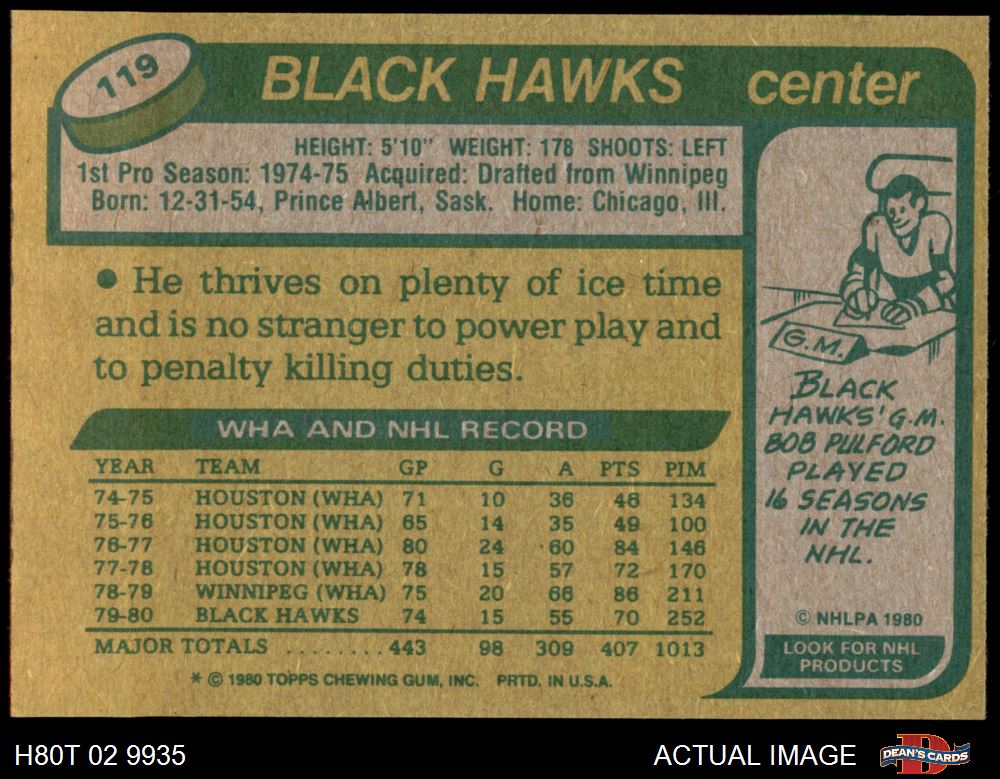 119
BLACK HAWKS center
HEIGHT: 5'10" WEIGHT: 178 SHOOTS: LEFT
1st Pro Season: 1974-75 Acquired: Drafted from Winnipeg
Born: 12-31-54, Prince Albert, Sask. Home: Chicago, Ill.
● He thrives on plenty of ice time
and is no stranger to power play and
to penalty killing duties.
WHA AND NHL RECORD
YEAR TEAM GP G A PTS PIM
74-75 HOUSTON (WHA) 71 10 36 46 134
75-76 HOUSTON (WHA) 65 14 35 49 100
76-77 HOUSTON (WHA) 80 24 60 84 146
77-78 HOUSTON (WHA) 78 15 57 72 170
78-79 WINNIPEG (WHA) 75 20 66 86 211
79-80 BLACK HAWKS 74 15 55 70 252
MAJOR TOTALS ........ 443 98 309 407 1013
* © 1980 TOPPS CHEWING GUM, INC. PRTD. IN U.S.A.
G.M.
BLACK
HAWKS' G.M.
BOB PULFORD
PLAYED
16 SEASONS
IN THE
NHL.
© NHLPA 1980
LOOK FOR NHL
PRODUCTS
H80T 02 9935
ACTUAL IMAGE
D
DEAN'S CARDS